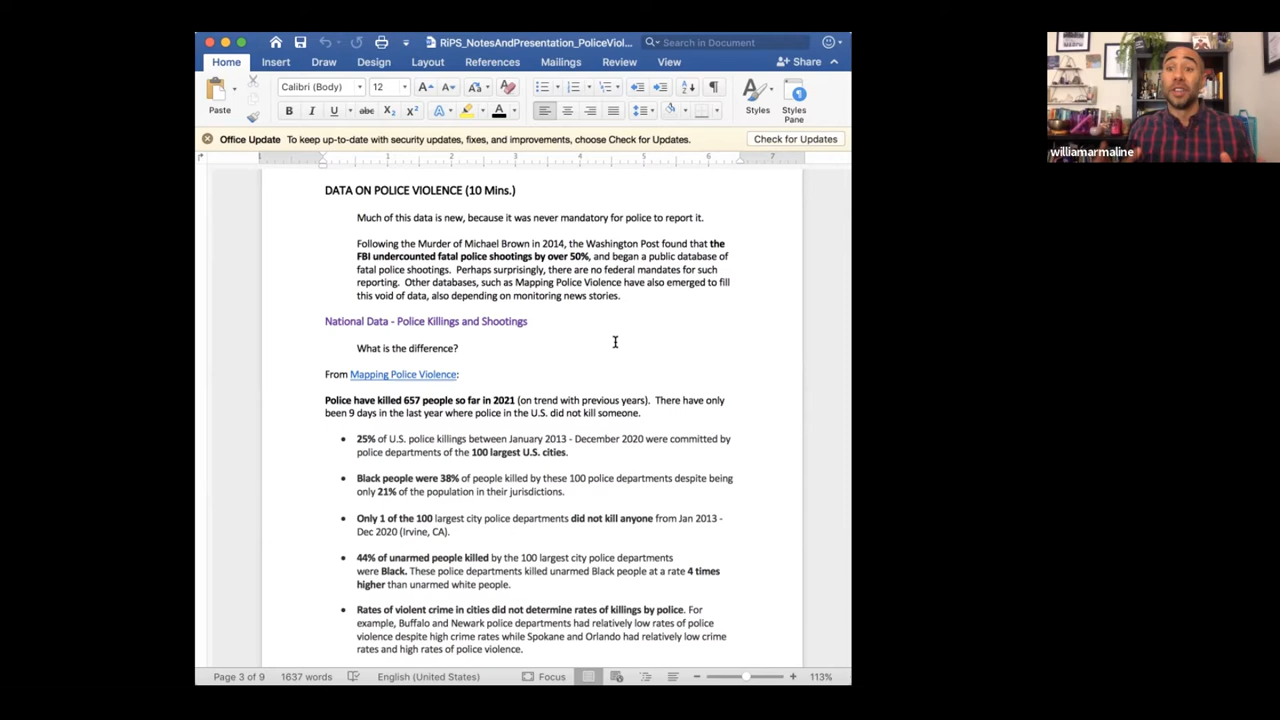 RiPS_NotesAndPresentation_PoliceViol...
Search in Document
Home Insert Draw Design Layout References Mailings Review View Share
Paste
Calibri (Body) 12
B I U abc X2 X2 A A
Styles
Styles
Pane
Office Update To keep up-to-date with security updates, fixes, and improvements, choose Check for Updates. Check for Updates
1 1 2 3 4 5 6 7
DATA ON POLICE VIOLENCE (10 Mins.)
Much of this data is new, because it was never mandatory for police to report it.
Following the Murder of Michael Brown in 2014, the Washington Post found that the
FBI undercounted fatal police shootings by over 50%, and began a public database of
fatal police shootings. Perhaps surprisingly, there are no federal mandates for such
reporting. Other databases, such as Mapping Police Violence have also emerged to fill
this void of data, also depending on monitoring news stories.
National Data - Police Killings and Shootings
What is the difference?
From Mapping Police Violence:
Police have killed 657 people so far in 2021 (on trend with previous years). There have only
been 9 days in the last year where police in the U.S. did not kill someone.
• 25% of U.S. police killings between January 2013 - December 2020 were committed by
police departments of the 100 largest U.S. cities.
• Black people were 38% of people killed by these 100 police departments despite being
only 21% of the population in their jurisdictions.
• Only 1 of the 100 largest city police departments did not kill anyone from Jan 2013 -
Dec 2020 (Irvine, CA).
• 44% of unarmed people killed by the 100 largest city police departments
were Black. These police departments killed unarmed Black people at a rate 4 times
higher than unarmed white people.
• Rates of violent crime in cities did not determine rates of killings by police. For
example, Buffalo and Newark police departments had relatively low rates of police
violence despite high crime rates while Spokane and Orlando had relatively low crime
rates and high rates of police violence.
Page 3 of 9 1637 words English (United States) Focus 113%
williamarmaline